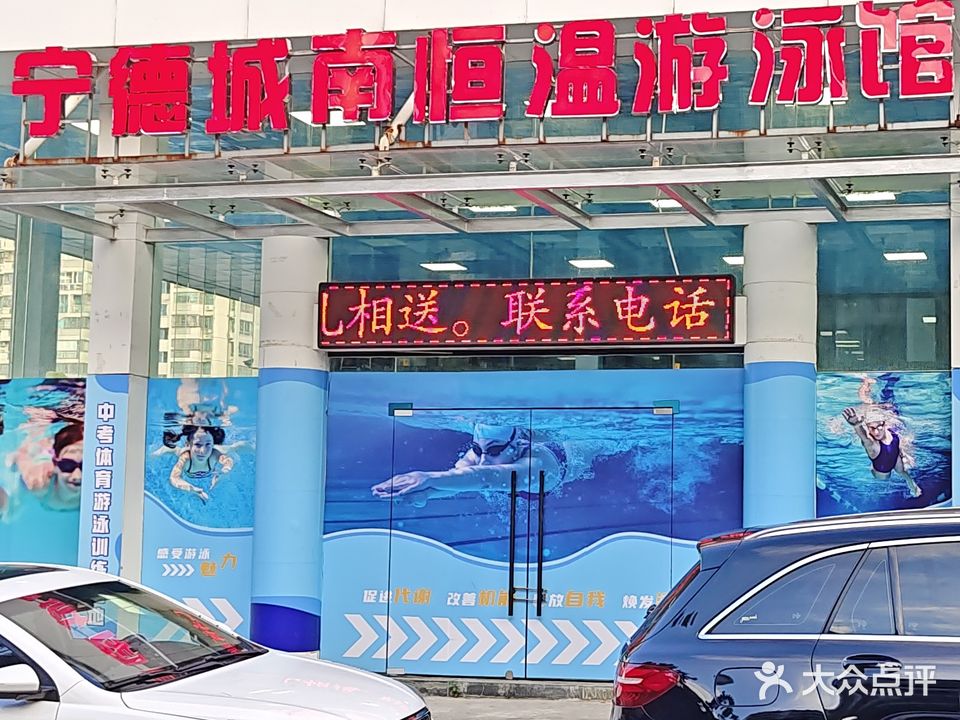 宁德城南恒温游泳馆
相送。联系电话
中考体育游泳训练
感受游泳
魅力
促进代谢 改善机能 放自我 焕发
大众点评